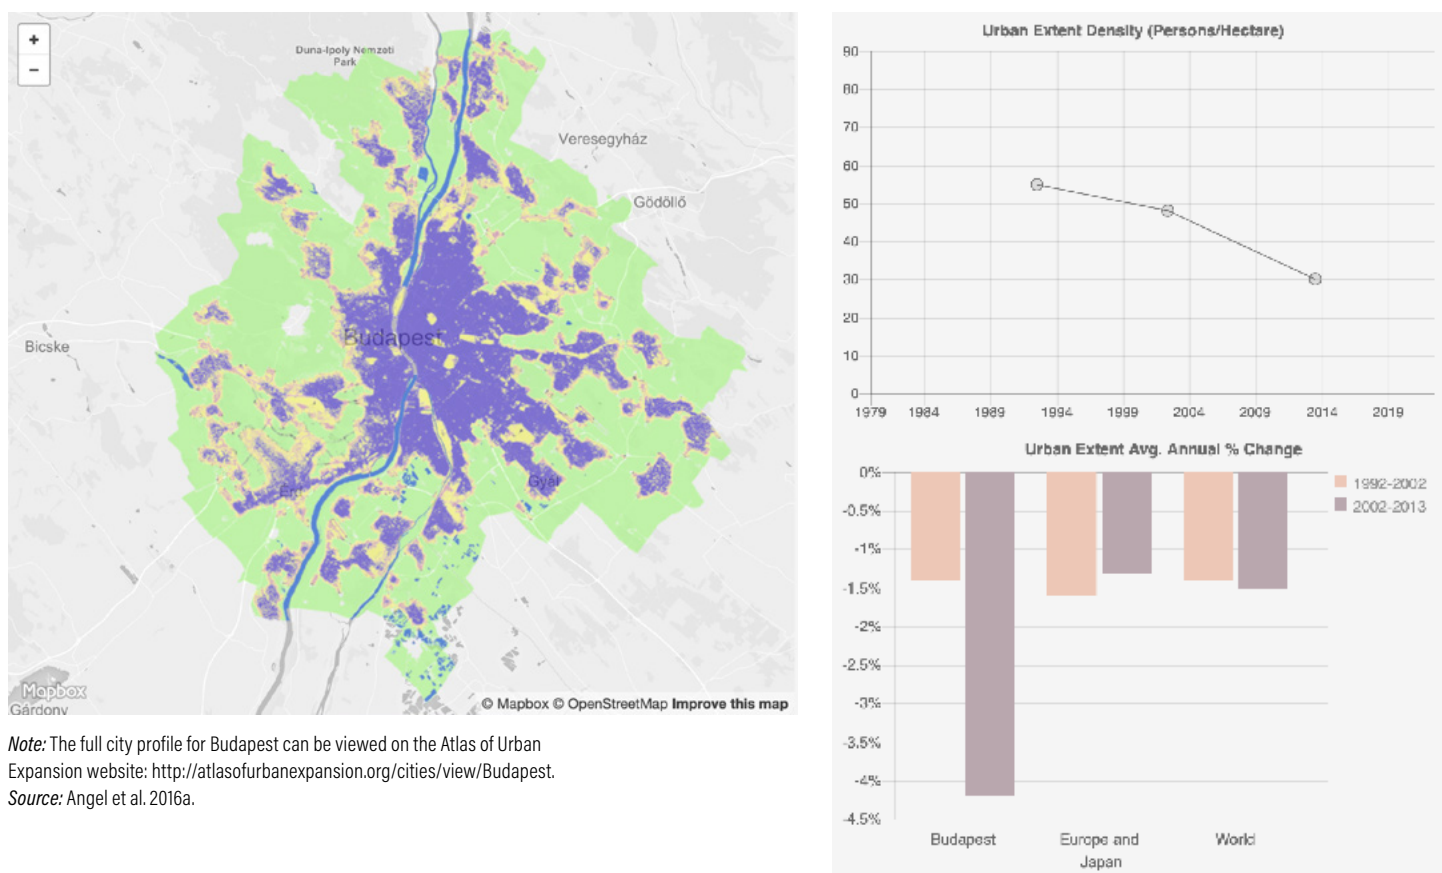 +
−
Duna-Ipoly Nemzeti
Park
Veresegyház
Gödöllő
Bicske
Budapest
Érd
Gyál
Mapbox
Gárdony
© Mapbox © OpenStreetMap Improve this map
Note: The full city profile for Budapest can be viewed on the Atlas of Urban
Expansion website: http://atlasofurbanexpansion.org/cities/view/Budapest.
Source: Angel et al. 2016a.
Urban Extent Density (Persons/Hectare)
90
80
70
60
50
40
30
20
10
0
1979 1984 1989 1994 1999 2004 2009 2014 2019
Urban Extent Avg. Annual % Change
0%
-0.5%
-1%
-1.5%
-2%
-2.5%
-3%
-3.5%
-4%
-4.5%
1992-2002
2002-2013
Budapest Europe and World
Japan